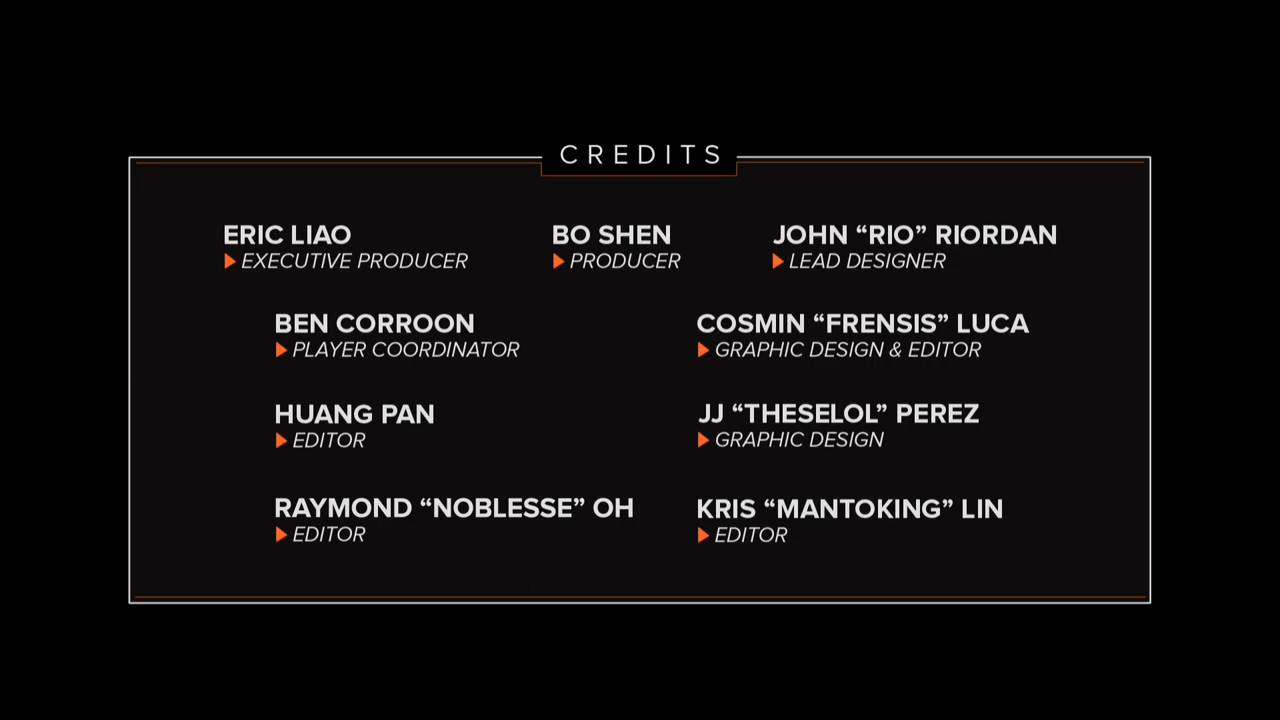 CREDITS
ERIC LIAO
EXECUTIVE PRODUCER
BO SHEN
PRODUCER
JOHN “RIO” RIORDAN
LEAD DESIGNER
BEN CORROON
PLAYER COORDINATOR
COSMIN “FRENSIS” LUCA
GRAPHIC DESIGN & EDITOR
HUANG PAN
EDITOR
JJ “THESELOL” PEREZ
GRAPHIC DESIGN
RAYMOND “NOBLESSE” OH
EDITOR
KRIS “MANTOKING” LIN
EDITOR